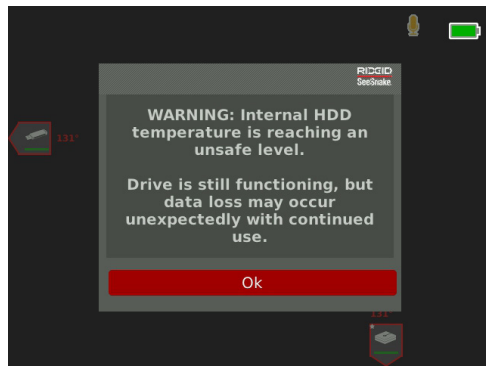 RIDGID
SeeSnake
WARNING: Internal HDD
temperature is reaching an
unsafe level.
131°
Drive is still functioning, but
data loss may occur
unexpectedly with continued
use.
Ok
131°